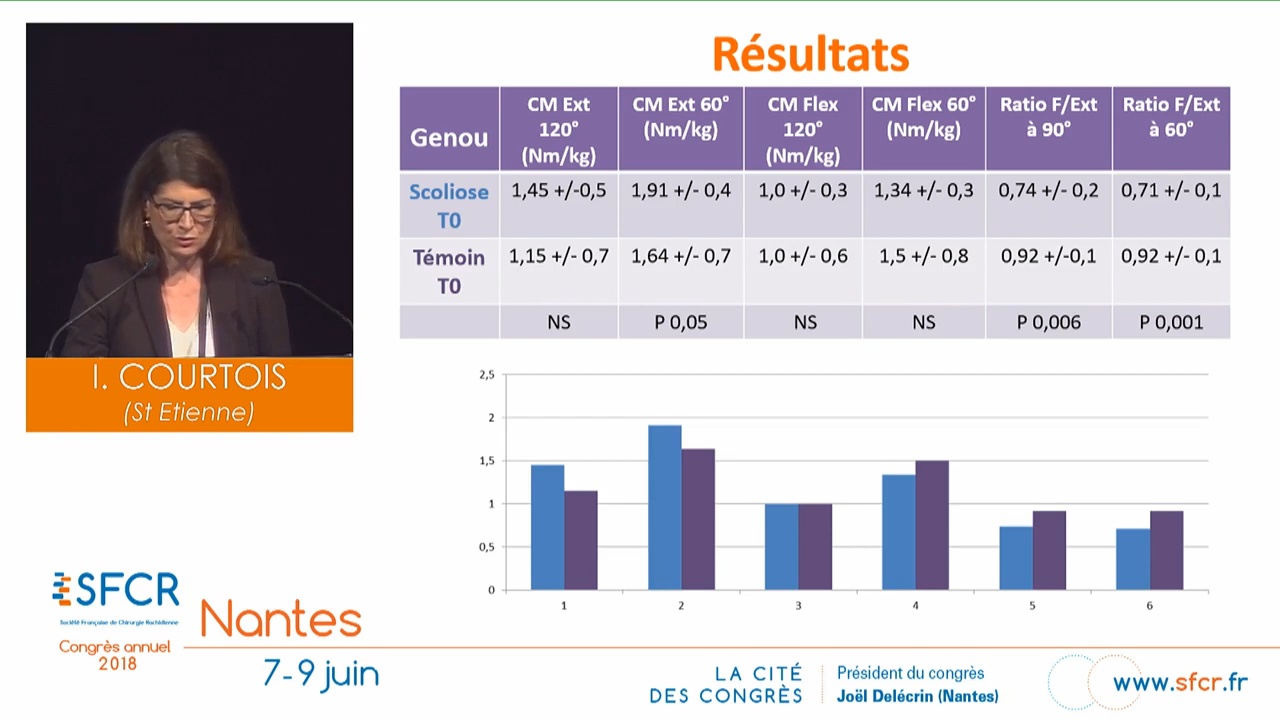 Résultats
Genou
CM Ext 120° (Nm/kg)
CM Ext 60° (Nm/kg)
CM Flex 120° (Nm/kg)
CM Flex 60° (Nm/kg)
Ratio F/Ext à 90°
Ratio F/Ext à 60°
Scoliose T0
1,45 +/-0,5
1,91 +/- 0,4
1,0 +/- 0,3
1,34 +/- 0,3
0,74 +/- 0,2
0,71 +/- 0,1
Témoin T0
1,15 +/- 0,7
1,64 +/- 0,7
1,0 +/- 0,6
1,5 +/- 0,8
0,92 +/-0,1
0,92 +/- 0,1
NS
P 0,05
NS
NS
P 0,006
P 0,001
I. COURTOIS
(St Etienne)
2,5
2
1,5
1
0,5
0
1 2 3 4 5 6
SFCR
Société Française de Chirurgie Rachidienne
Congrès annuel
2018
Nantes
7-9 juin
LA CITÉ
DES CONGRÈS
Président du congrès
Joël Delécrin (Nantes)
www.sfcr.fr